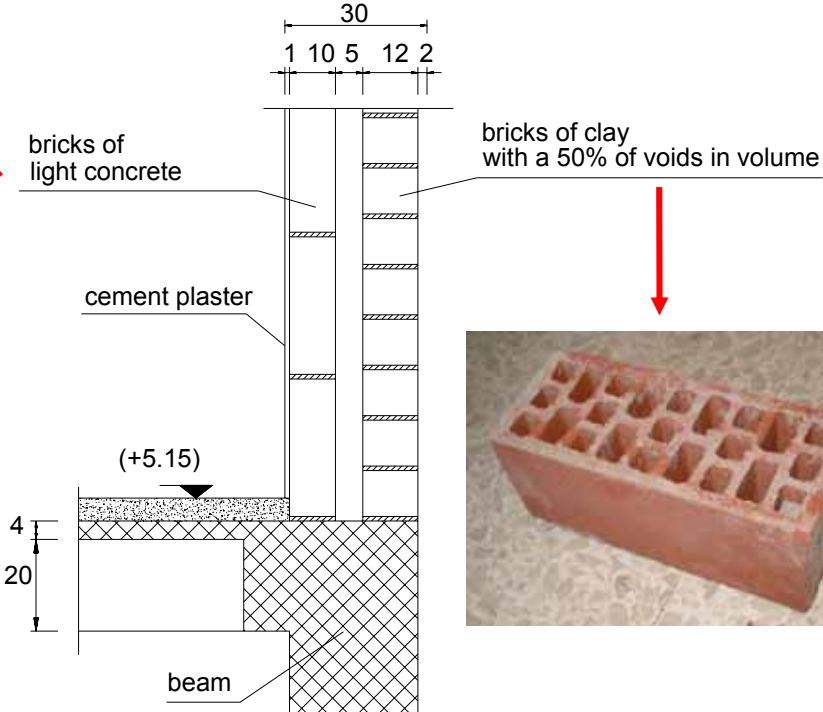 30
1 10 5 12 2
bricks of
light concrete
bricks of clay
with a 50% of voids in volume
cement plaster
(+5.15)
4
20
beam